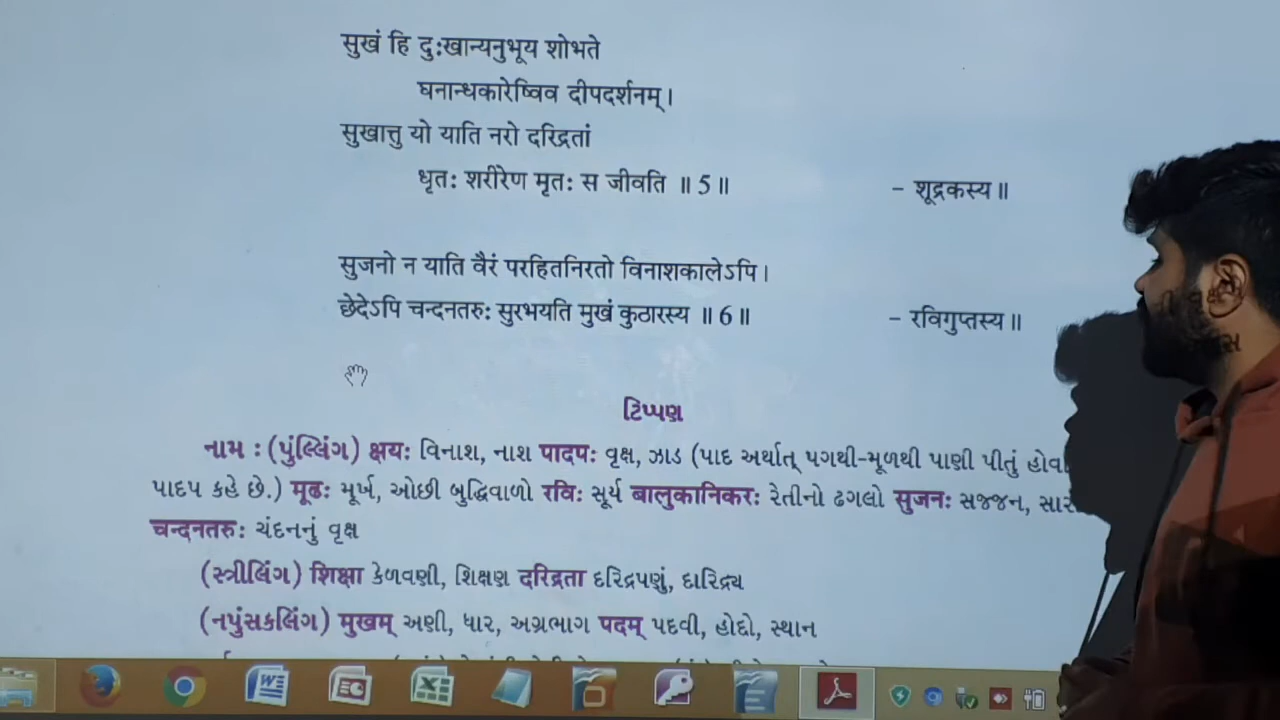 सुखं हि दुःखान्यनुभूय शोभते
घनान्धकारेष्विव दीपदर्शनम् ।
सुखात्तु यो याति नरो दरिद्रतां
धृतः शरीरेण मृतः स जीवति ॥ 5 ॥ – शूद्रकस्य ॥
सुजनो न याति वैरं परहितनिरतो विनाशकालेऽपि ।
छेदेऽपि चन्दनतरुः सुरभयति मुखं कुठारस्य ॥ 6 ॥ – रविगुप्तस्य ॥
ટિપ્પણ
નામ : (પુંલ્લિંગ) क्षयः વિનાશ, નાશ पादपः વૃક્ષ, ઝાડ (પાદ અર્થાત્ પગથી-મૂળથી પાણી પીતું
પાદપ કહે છે.) मूढः મૂર્ખ, ઓછી બુદ્ધિવાળો रविः સૂર્ય बालुकानिकरः રેતીનો ઢગલો सुजनः સજ્જન,
चन्दनतरुः ચંદનનું વૃક્ષ
(સ્ત્રીલિંગ) शिक्षा કેળવણી, શિક્ષણ दरिद्रता દરિદ્રપણું, દારિદ્ર્ય
(નપુંસકલિંગ) मुखम् અણી, ધાર, અગ્રભાગ पदम् પદવી, હોદ્દો, સ્થાન